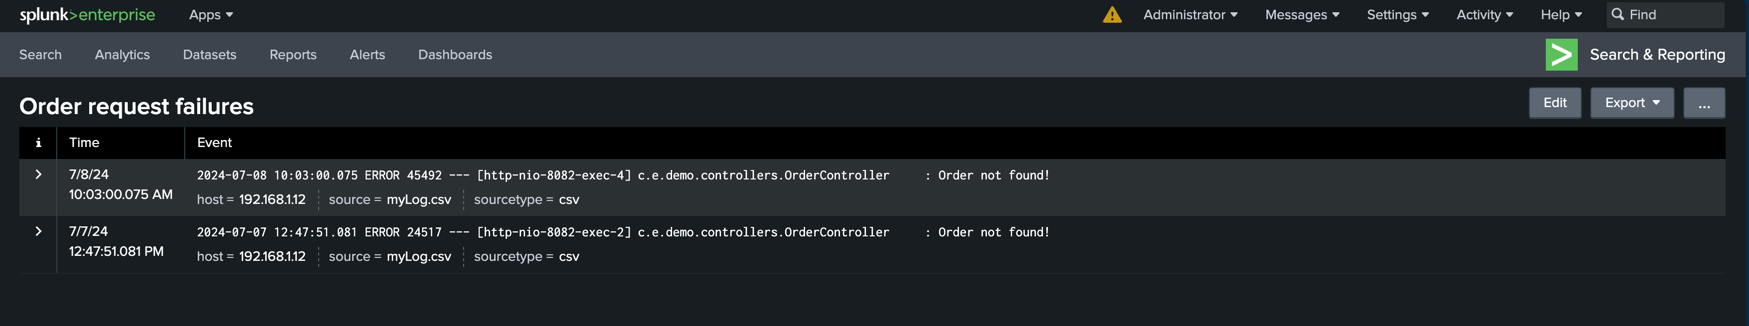 splunk>enterprise Apps Administrator Messages Settings Activity Help Find
Search Analytics Datasets Reports Alerts Dashboards Search & Reporting
Order request failures Edit Export ...
i Time Event
7/8/24 2024-07-08 10:03:00.075 ERROR 45492 --- [http-nio-8082-exec-4] c.e.demo.controllers.OrderController : Order not found!
10:03:00.075 AM host = 192.168.1.12 source = myLog.csv sourcetype = csv
7/7/24 2024-07-07 12:47:51.081 ERROR 24517 --- [http-nio-8082-exec-2] c.e.demo.controllers.OrderController : Order not found!
12:47:51.081 PM host = 192.168.1.12 source = myLog.csv sourcetype = csv